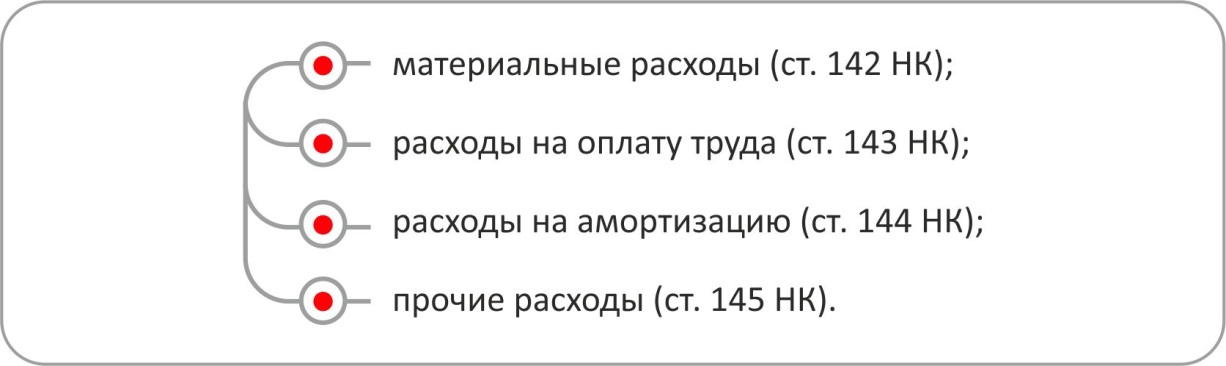 материальные расходы (ст. 142 НК);
расходы на оплату труда (ст. 143 НК);
расходы на амортизацию (ст. 144 НК);
прочие расходы (ст. 145 НК).